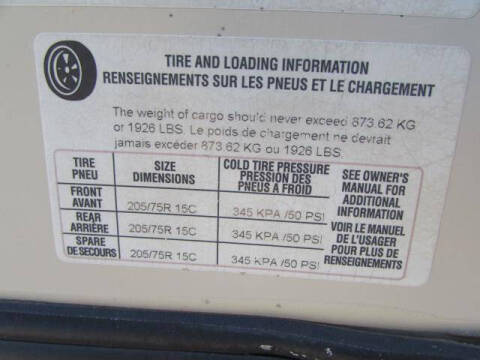 TIRE AND LOADING INFORMATION
RENSEIGNEMENTS SUR LES PNEUS ET LE CHARGEMENT
The weight of cargo should never exceed 873.62 KG
or 1926 LBS. Le poids de chargement ne devrait
jamais excéder 873.62 KG ou 1926 LBS.
TIRE
PNEU
SIZE
DIMENSIONS
COLD TIRE PRESSURE
PRESSION DES
PNEUS A FROID
SEE OWNER'S
MANUAL FOR
ADDITIONAL
INFORMATION
VOIR LE MANUEL
DE L'USAGER
POUR PLUS DE
RENSEIGNEMENTS
FRONT
AVANT
205/75R 15C
345 KPA /50 PSI
REAR
ARRIÈRE
205/75R 15C
345 KPA /50 PSI
SPARE
DE SECOURS
205/75R 15C
345 KPA /50 PSI